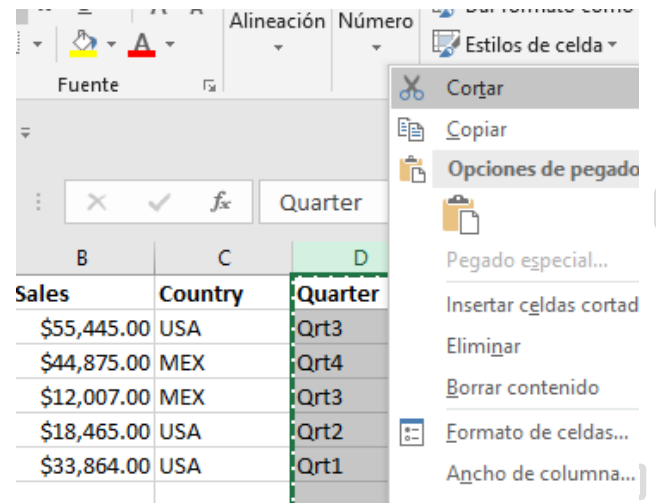 Alineación Número
Estilos de celda
Fuente
Cortar
Copiar
Opciones de pegado
fx Quarter
Pegado especial...
B C D
Sales Country Quarter
Insertar celdas cortad
$55,445.00 USA Qrt3
Eliminar
$44,875.00 MEX Qrt4
Borrar contenido
$12,007.00 MEX Qrt3
$18,465.00 USA Qrt2
Formato de celdas...
$33,864.00 USA Qrt1
Ancho de columna...